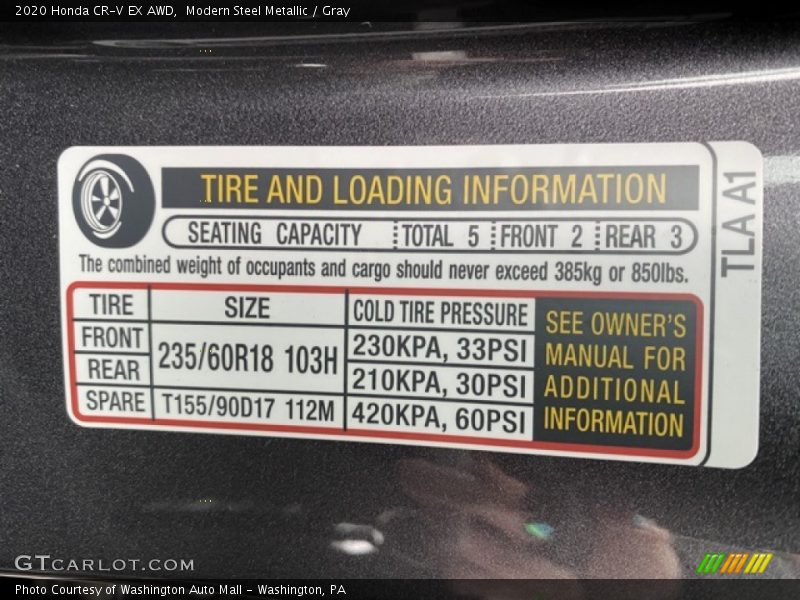 2020 Honda CR-V EX AWD, Modern Steel Metallic / Gray
TIRE AND LOADING INFORMATION
SEATING CAPACITY TOTAL 5 FRONT 2 REAR 3
The combined weight of occupants and cargo should never exceed 385kg or 850lbs.
TIRE SIZE COLD TIRE PRESSURE
FRONT 235/60R18 103H 230KPA, 33PSI
REAR 210KPA, 30PSI
SPARE T155/90D17 112M 420KPA, 60PSI
SEE OWNER'S
MANUAL FOR
ADDITIONAL
INFORMATION
TLA A1
GTCARLOT.COM
Photo Courtesy of Washington Auto Mall - Washington, PA